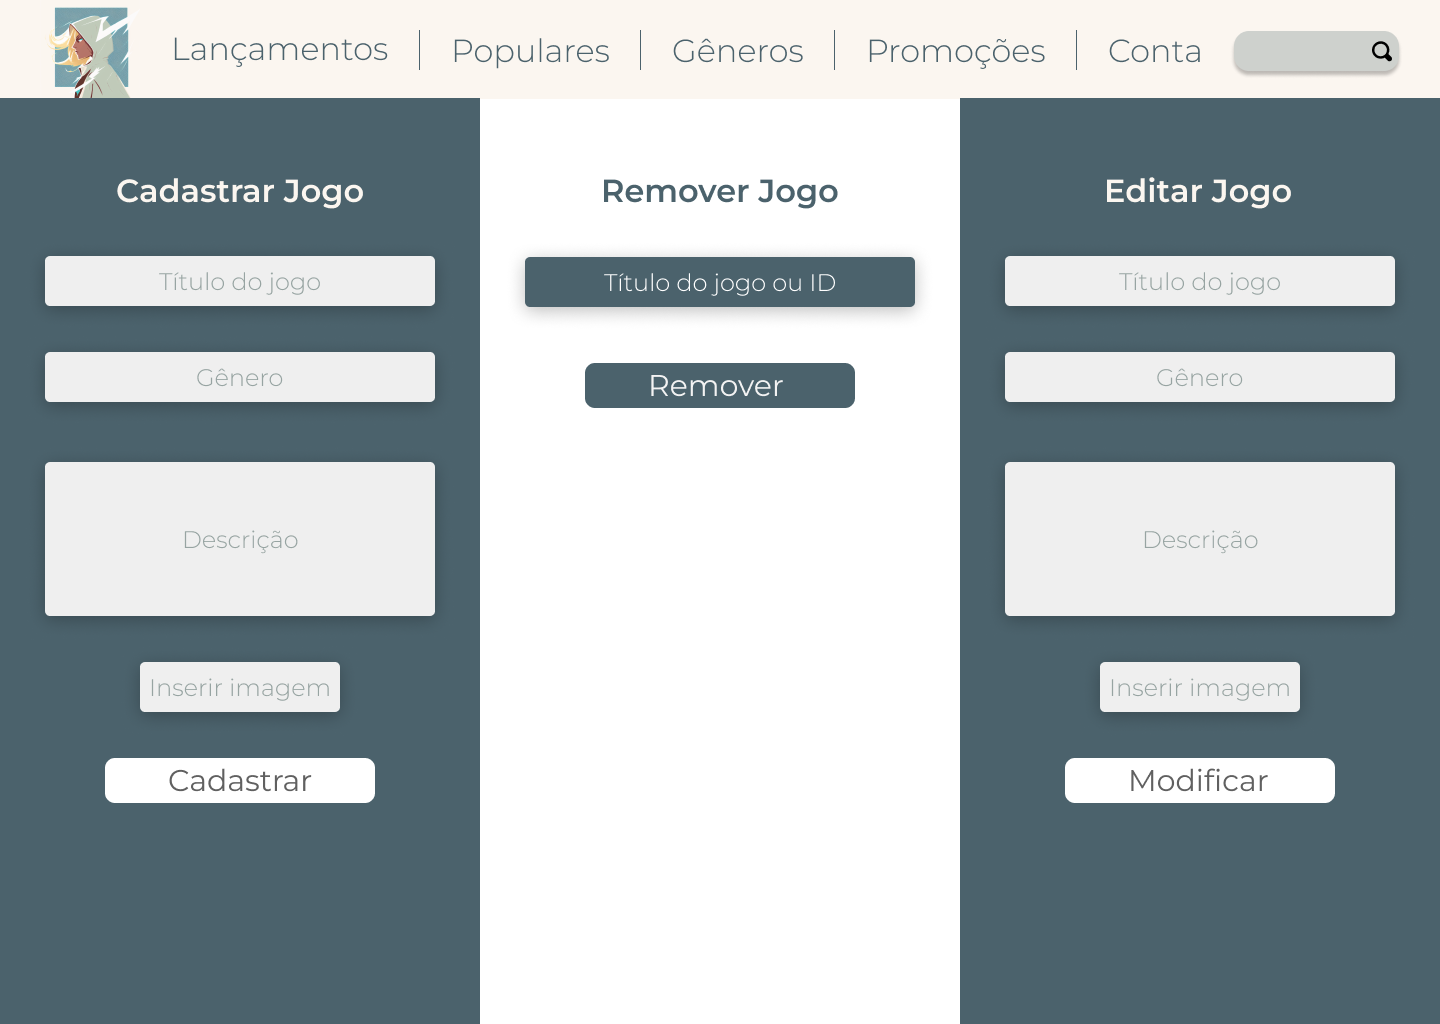 Lançamentos
Populares
Gêneros
Promoções
Conta
Cadastrar Jogo
Título do jogo
Gênero
Descrição
Inserir imagem
Cadastrar
Remover Jogo
Título do jogo ou ID
Remover
Editar Jogo
Título do jogo
Gênero
Descrição
Inserir imagem
Modificar